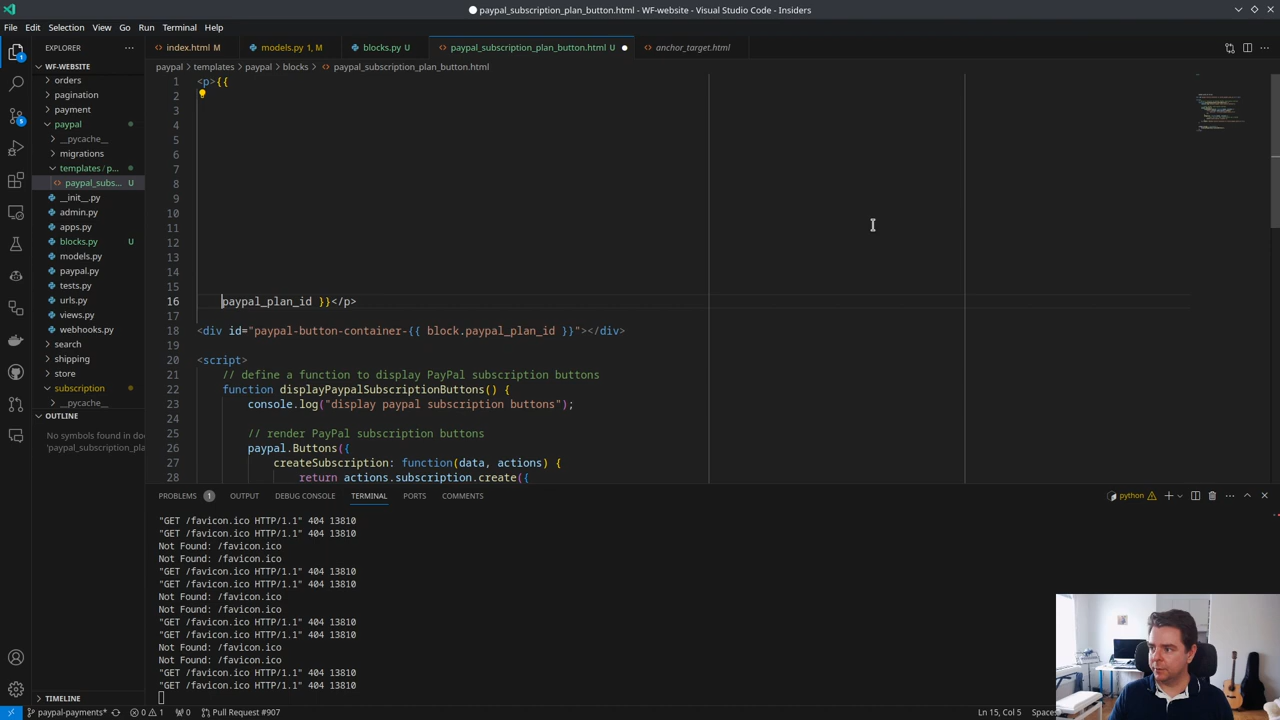 paypal_subscription_plan_button.html - WF-website - Visual Studio Code - Insiders
File Edit Selection View Go Run Terminal Help
EXPLORER
index.html M
models.py 1, M
blocks.py U
paypal_subscription_plan_button.html U
anchor_target.html
WF-WEBSITE
paypal > templates > paypal > blocks > paypal_subscription_plan_button.html
orders
pagination
payment
paypal
__pycache__
migrations
templates / p...
paypal_subs... U
__init__.py
admin.py
apps.py
blocks.py U
models.py
paypal.py
tests.py
urls.py
views.py
webhooks.py
search
shipping
store
subscription
__pycache__
OUTLINE
No symbols found in do
'paypal_subscription_pla
TIMELINE
1 <p>{{
2
3
4
5
6
7
8
9
10
11
12
13
14
15
16 paypal_plan_id }}</p>
17
18 <div id="paypal-button-container-{{ block.paypal_plan_id }}"></div>
19
20 <script>
21 // define a function to display PayPal subscription buttons
22 function displayPaypalSubscriptionButtons() {
23 console.log("display paypal subscription buttons");
24
25 // render PayPal subscription buttons
26 paypal.Buttons({
27 createSubscription: function(data, actions) {
28 return actions.subscription.create({
PROBLEMS 1 OUTPUT DEBUG CONSOLE TERMINAL PORTS COMMENTS
python
"GET /favicon.ico HTTP/1.1" 404 13810
"GET /favicon.ico HTTP/1.1" 404 13810
Not Found: /favicon.ico
Not Found: /favicon.ico
"GET /favicon.ico HTTP/1.1" 404 13810
"GET /favicon.ico HTTP/1.1" 404 13810
Not Found: /favicon.ico
Not Found: /favicon.ico
"GET /favicon.ico HTTP/1.1" 404 13810
"GET /favicon.ico HTTP/1.1" 404 13810
Not Found: /favicon.ico
Not Found: /favicon.ico
"GET /favicon.ico HTTP/1.1" 404 13810
"GET /favicon.ico HTTP/1.1" 404 13810
paypal-payments* 0 1 0 Pull Request #907
Ln 15, Col 5 Spaces